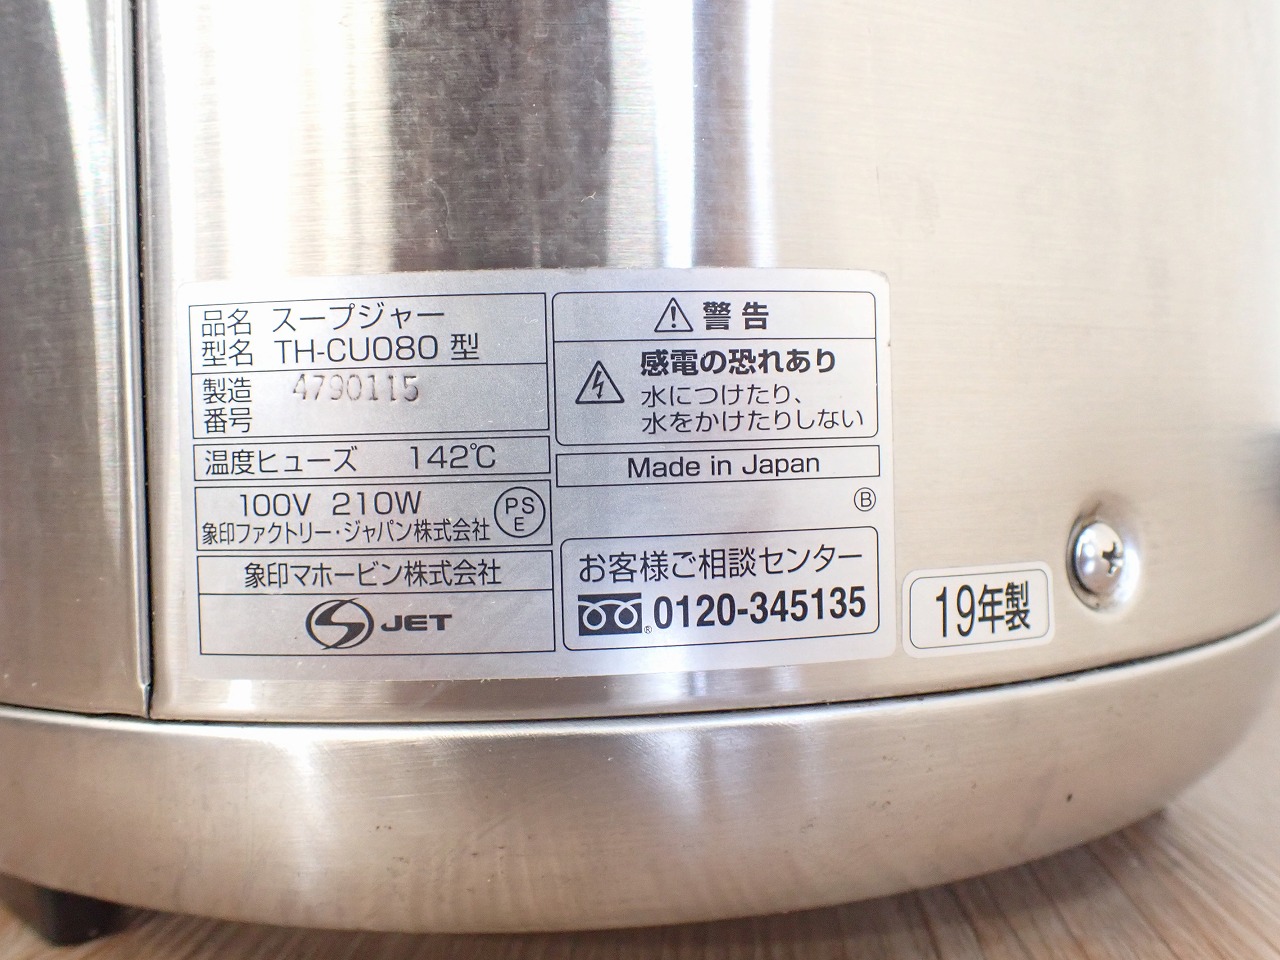 品名 スープジャー
型名 TH-CU080 型
製造番号 4790115
温度ヒューズ 142℃
100V 210W
PSE
象印ファクトリー・ジャパン株式会社
象印マホービン株式会社
S JET
警告
感電の恐れあり
水につけたり、
水をかけたりしない
Made in Japan
Ⓑ
お客様ご相談センター
® 0120-345135
19年製